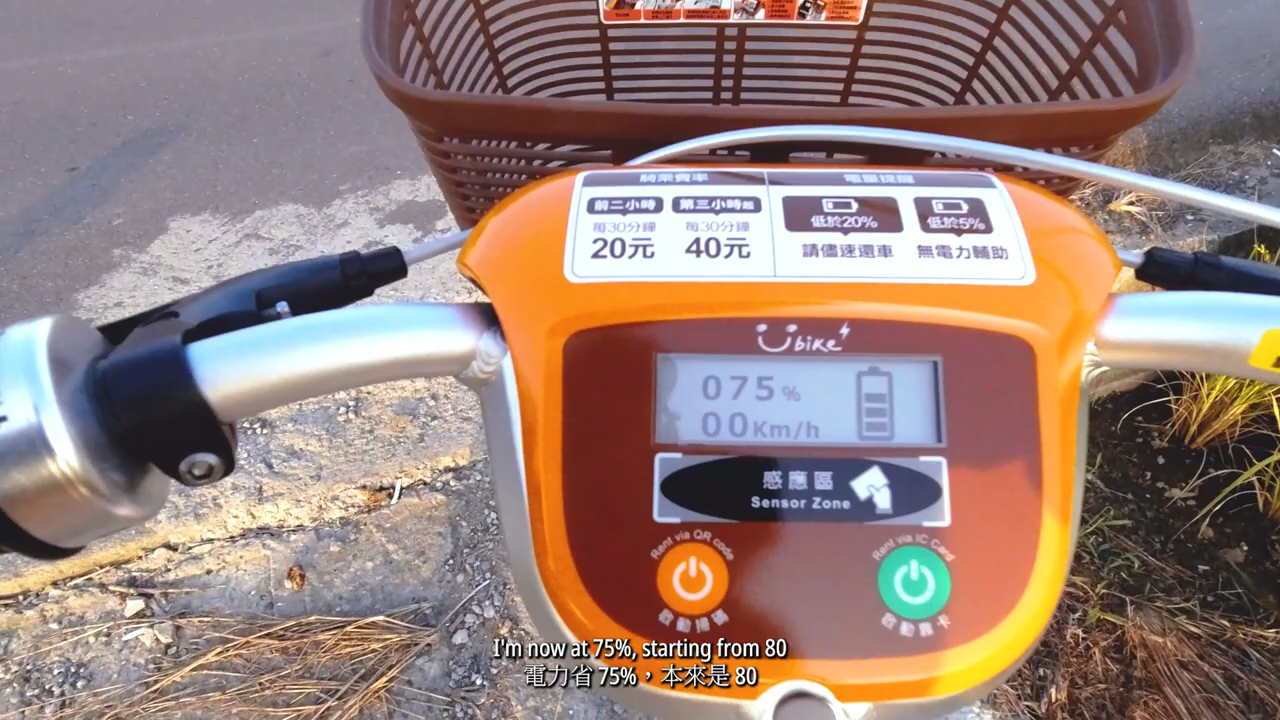 騎乘費率
電量提醒
前二小時 第三小時起
低於20% 低於5%
每30分鐘 每30分鐘
20元 40元
請儘速還車 無電力輔助
Ubike
075%
00Km/h
感應區
Sensor Zone
Rent via QR code
啟動掃碼
Rent via IC Card
啟動靠卡
I'm now at 75%, starting from 80
電力省 75%，本來是 80